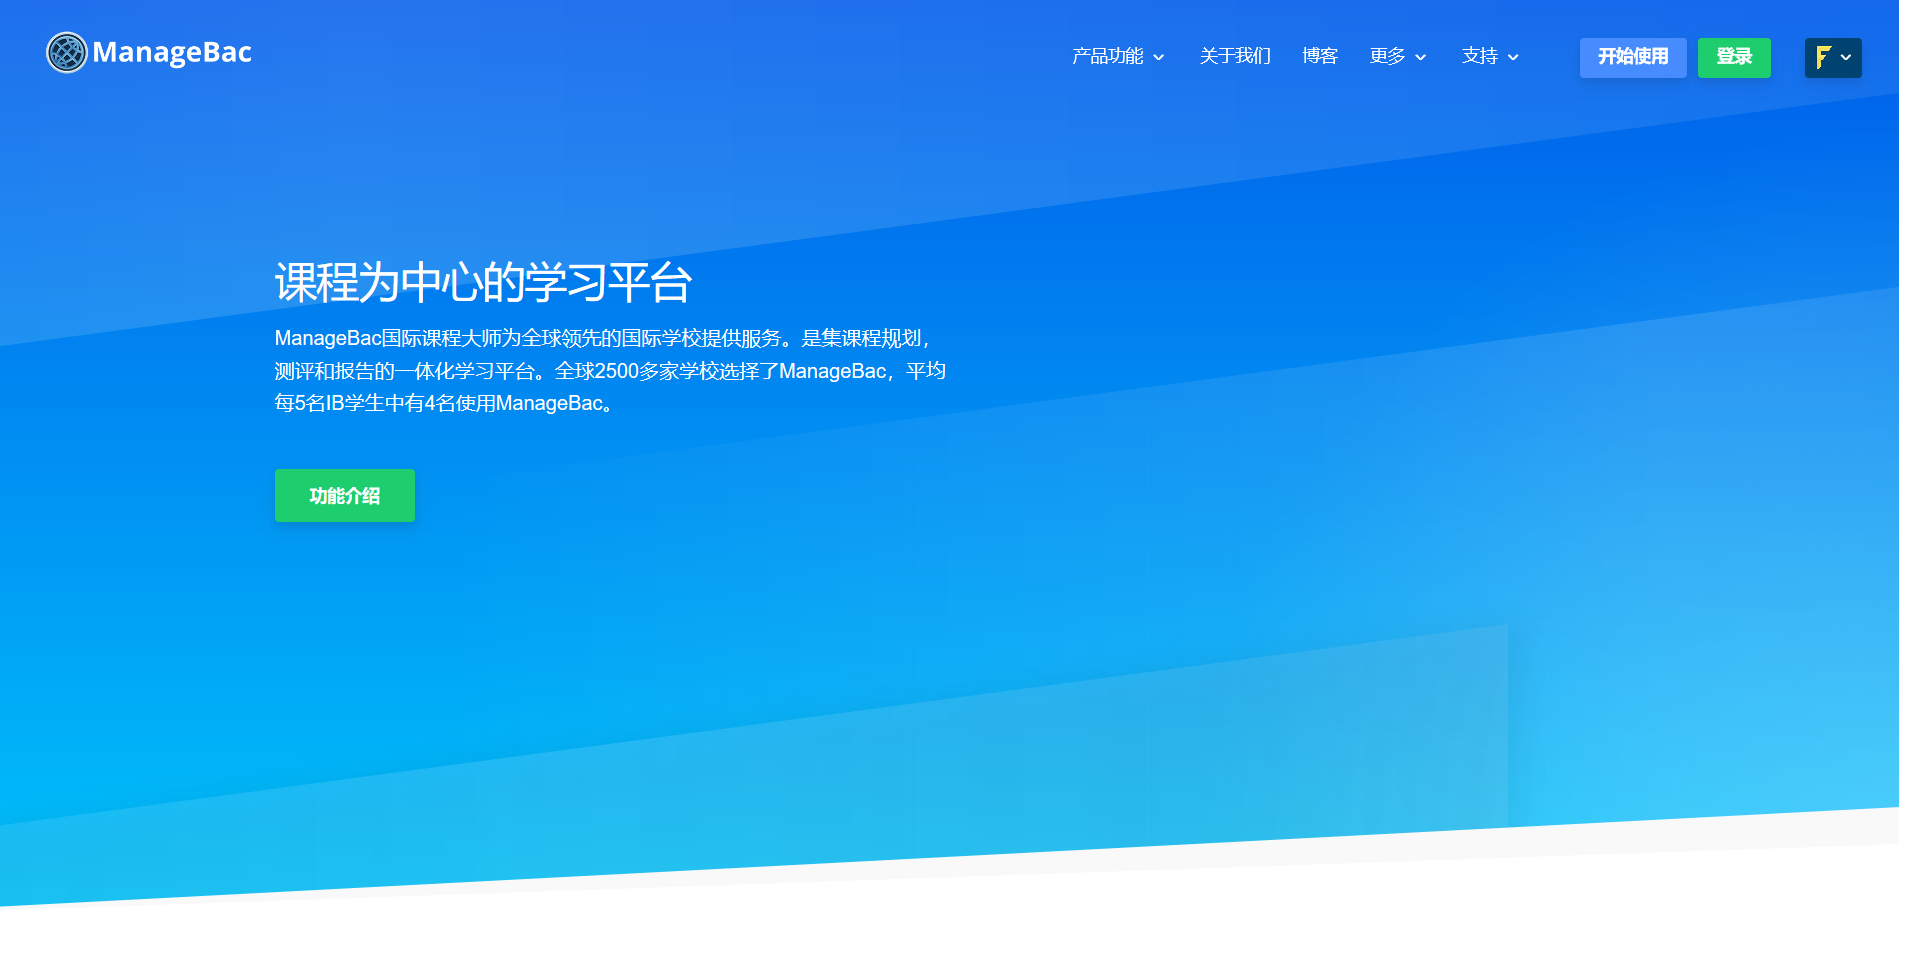 ManageBac
产品功能
关于我们
博客
更多
支持
开始使用
登录
课程为中心的学习平台
ManageBac国际课程大师为全球领先的国际学校提供服务。是集课程规划，
测评和报告的一体化学习平台。全球2500多家学校选择了ManageBac，平均
每5名IB学生中有4名使用ManageBac。
功能介绍